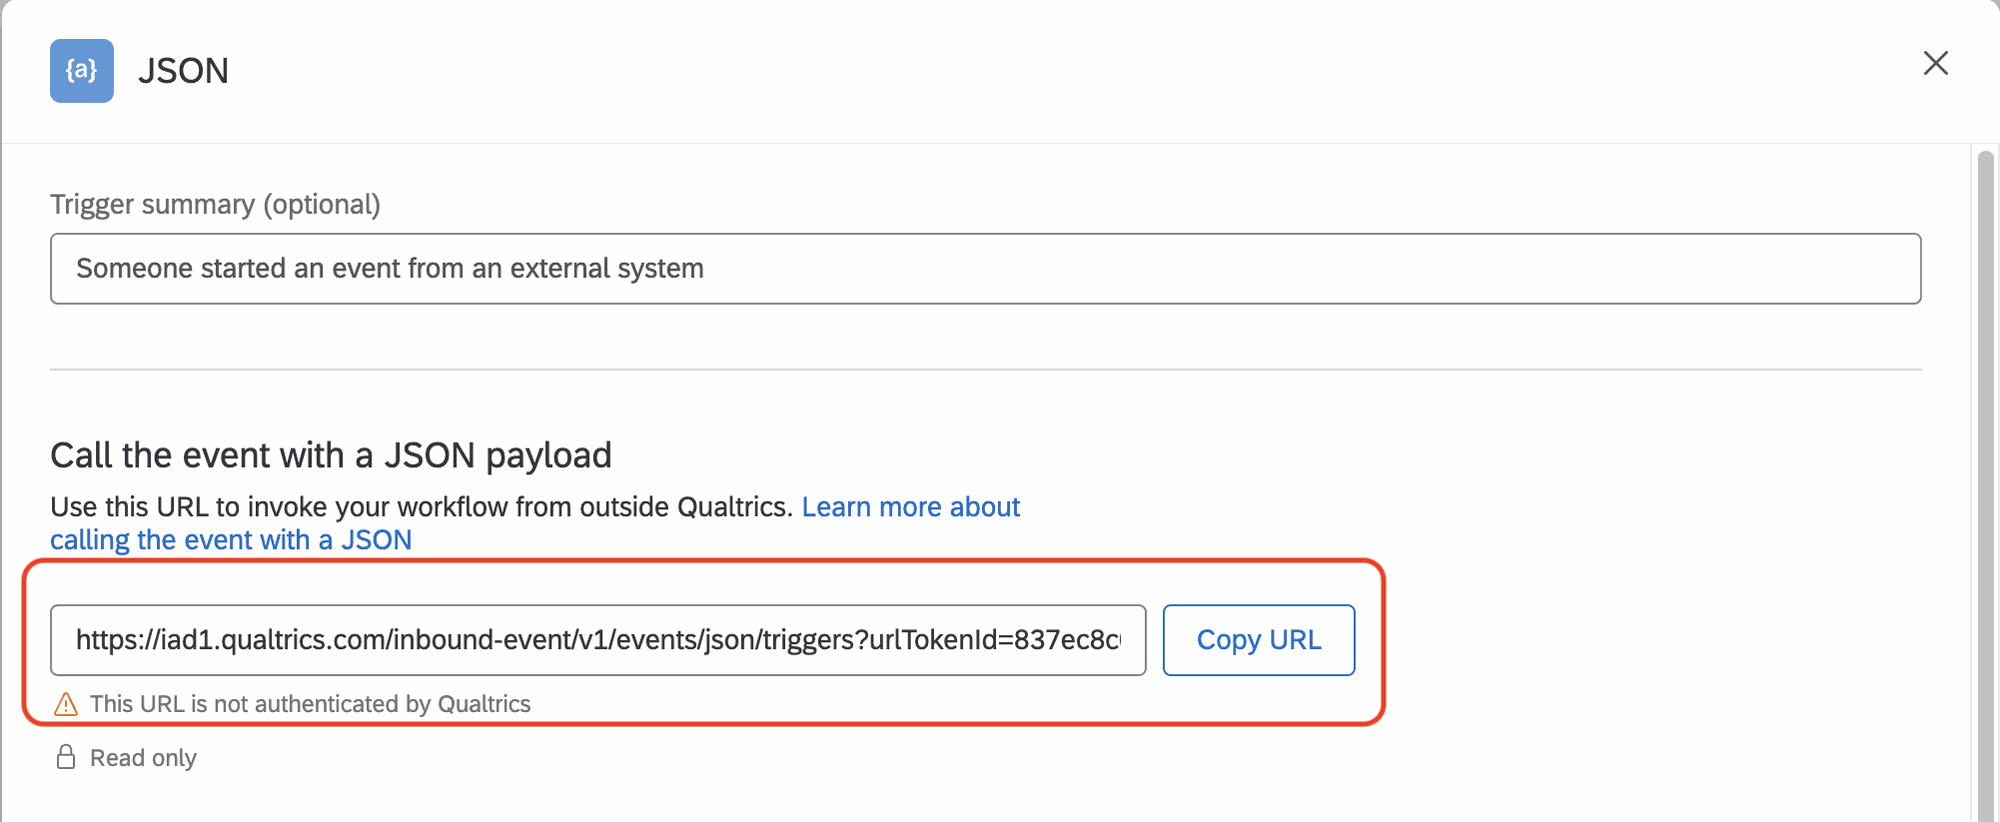 {a} JSON
Trigger summary (optional)
Someone started an event from an external system
Call the event with a JSON payload
Use this URL to invoke your workflow from outside Qualtrics. Learn more about
calling the event with a JSON
https://iad1.qualtrics.com/inbound-event/v1/events/json/triggers?urlTokenId=837ec8c
Copy URL
This URL is not authenticated by Qualtrics
Read only